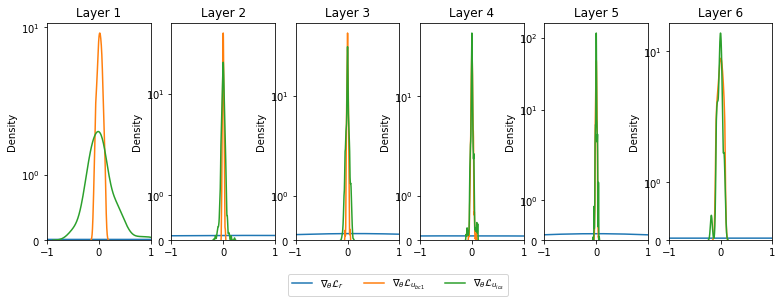 Layer 1 Layer 2 Layer 3 Layer 4 Layer 5 Layer 6
10¹ 10¹ 10¹ 10¹ 10² 10¹
10¹
10⁰ 10⁰ 10⁰ 10⁰ 10⁰ 10⁰
0 0 0 0 0 0
Density Density Density Density Density Density
−1 0 1 −1 0 1 −1 0 1 −1 0 1 −1 0 1 −1 0 1
∇θℒr ∇θℒu_bc1 ∇θℒu_ics